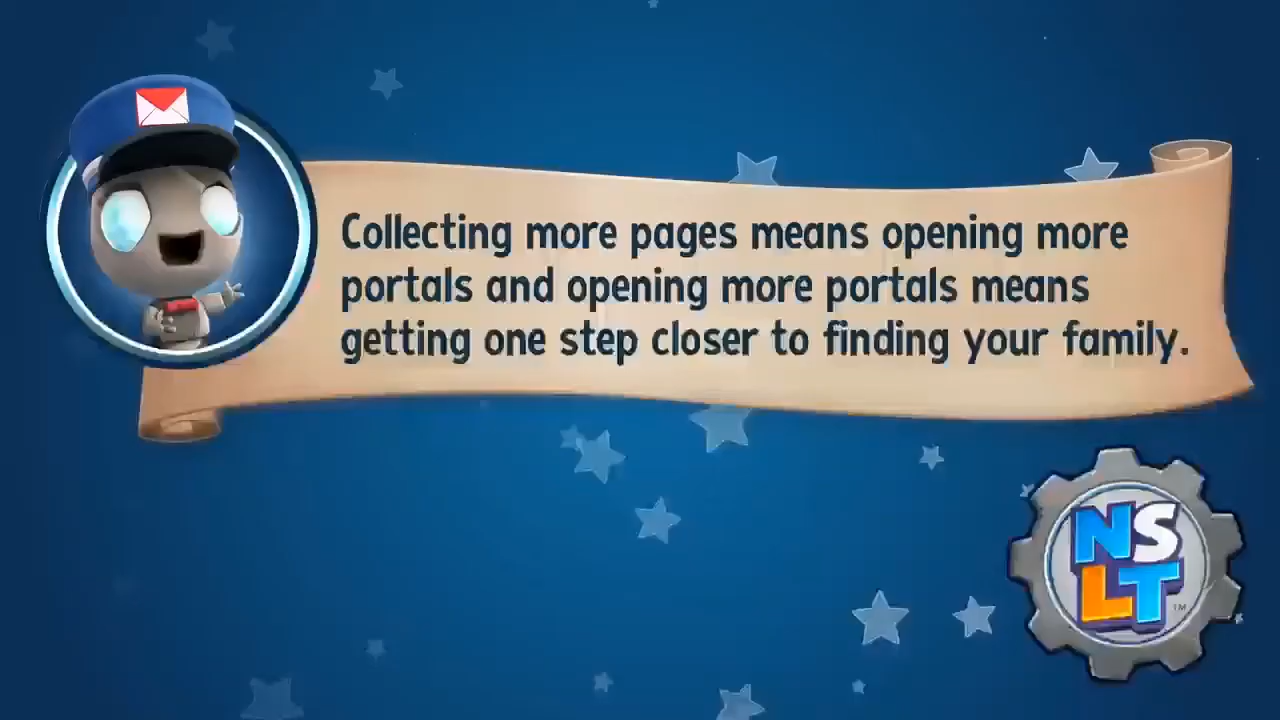 Collecting more pages means opening more
portals and opening more portals means
getting one step closer to finding your family.
NS
LT
TM